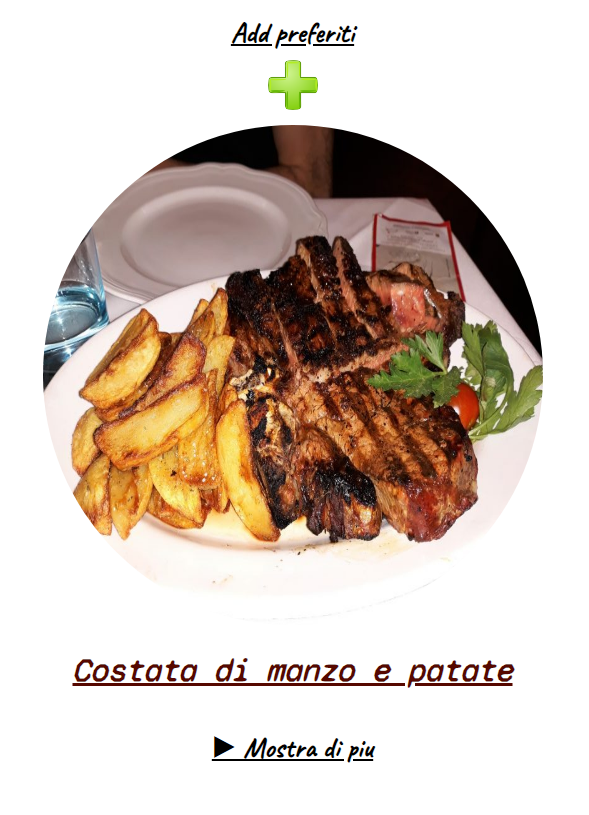 Add preferiti
Costata di manzo e patate
▶ Mostra di piu